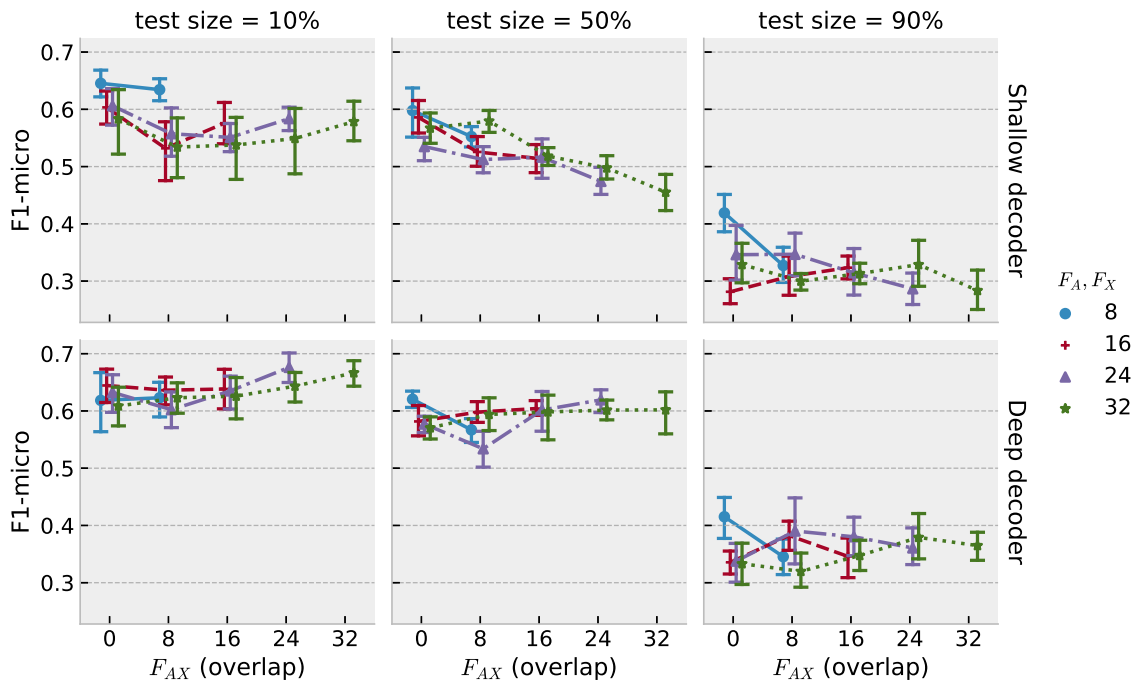 test size = 10%
test size = 50%
test size = 90%
0.7
0.6
0.5
0.4
0.3
F1-micro
Shallow decoder
0.7
0.6
0.5
0.4
0.3
F1-micro
Deep decoder
0 8 16 24 32
0 8 16 24 32
0 8 16 24 32
F_AX (overlap)
F_AX (overlap)
F_AX (overlap)
F_A, F_X
8
16
24
32